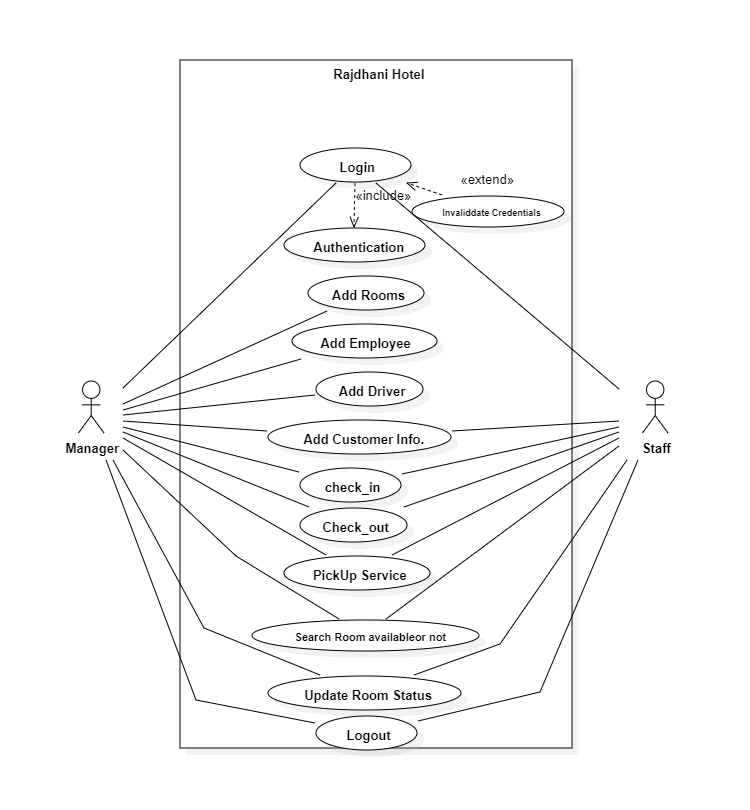 Rajdhani Hotel
Login
«extend»
«include»
Invaliddate Credentials
Authentication
Add Rooms
Add Employee
Add Driver
Add Customer Info.
Manager
Staff
check_in
Check_out
PickUp Service
Search Room availableor not
Update Room Status
Logout